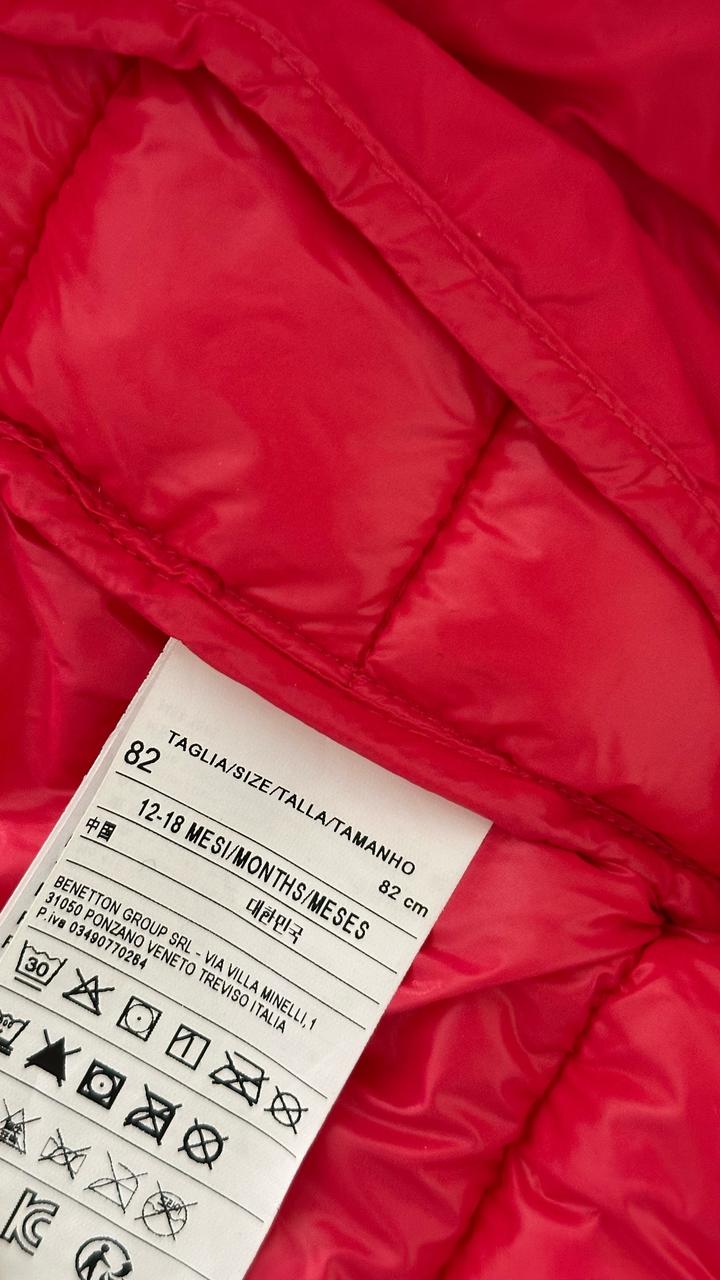 TAGLIA/SIZE/TALLA/TAMANHO
82
82 cm
12-18 MESI/MONTHS/MESES
中国
대한민국
BENETTON GROUP SRL - VIA VILLA MINELLI,1
31050 PONZANO VENETO TREVISO ITALIA
P.iva 03490770264
30